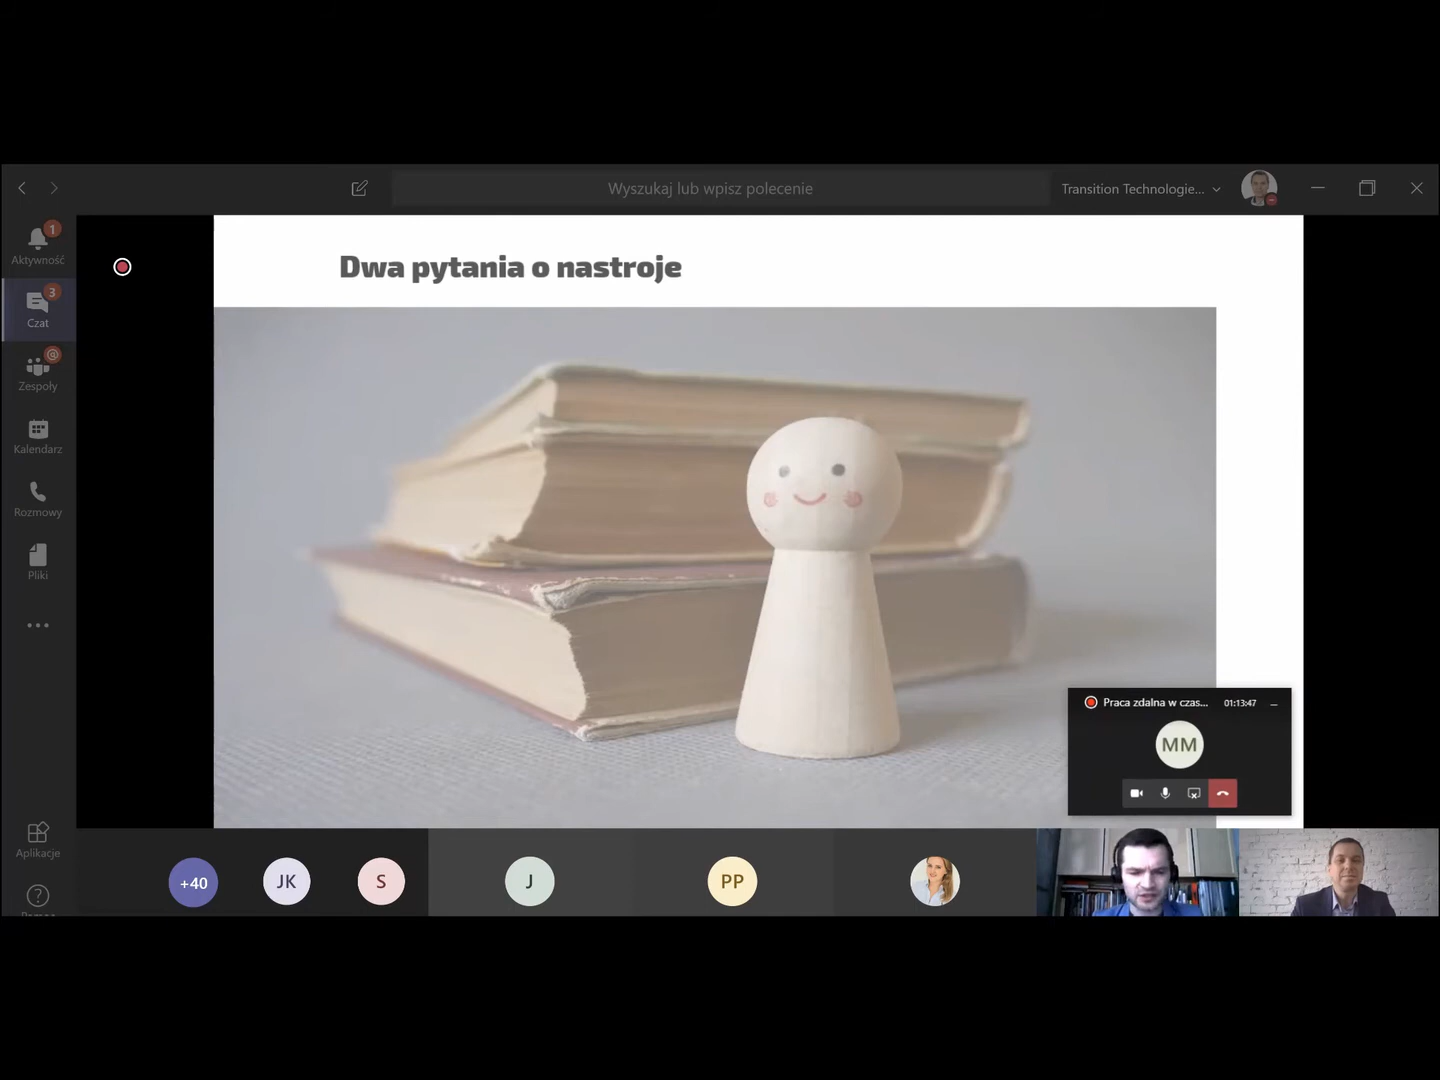 Wyszukaj lub wpisz polecenie
Transition Technologie...
1
Aktywność
3
Czat
@
Zespoły
Kalendarz
Rozmowy
Pliki
Aplikacje
?
Dwa pytania o nastroje
Praca zdalna w czas... 01:13:47
MM
+40
JK
S
J
PP